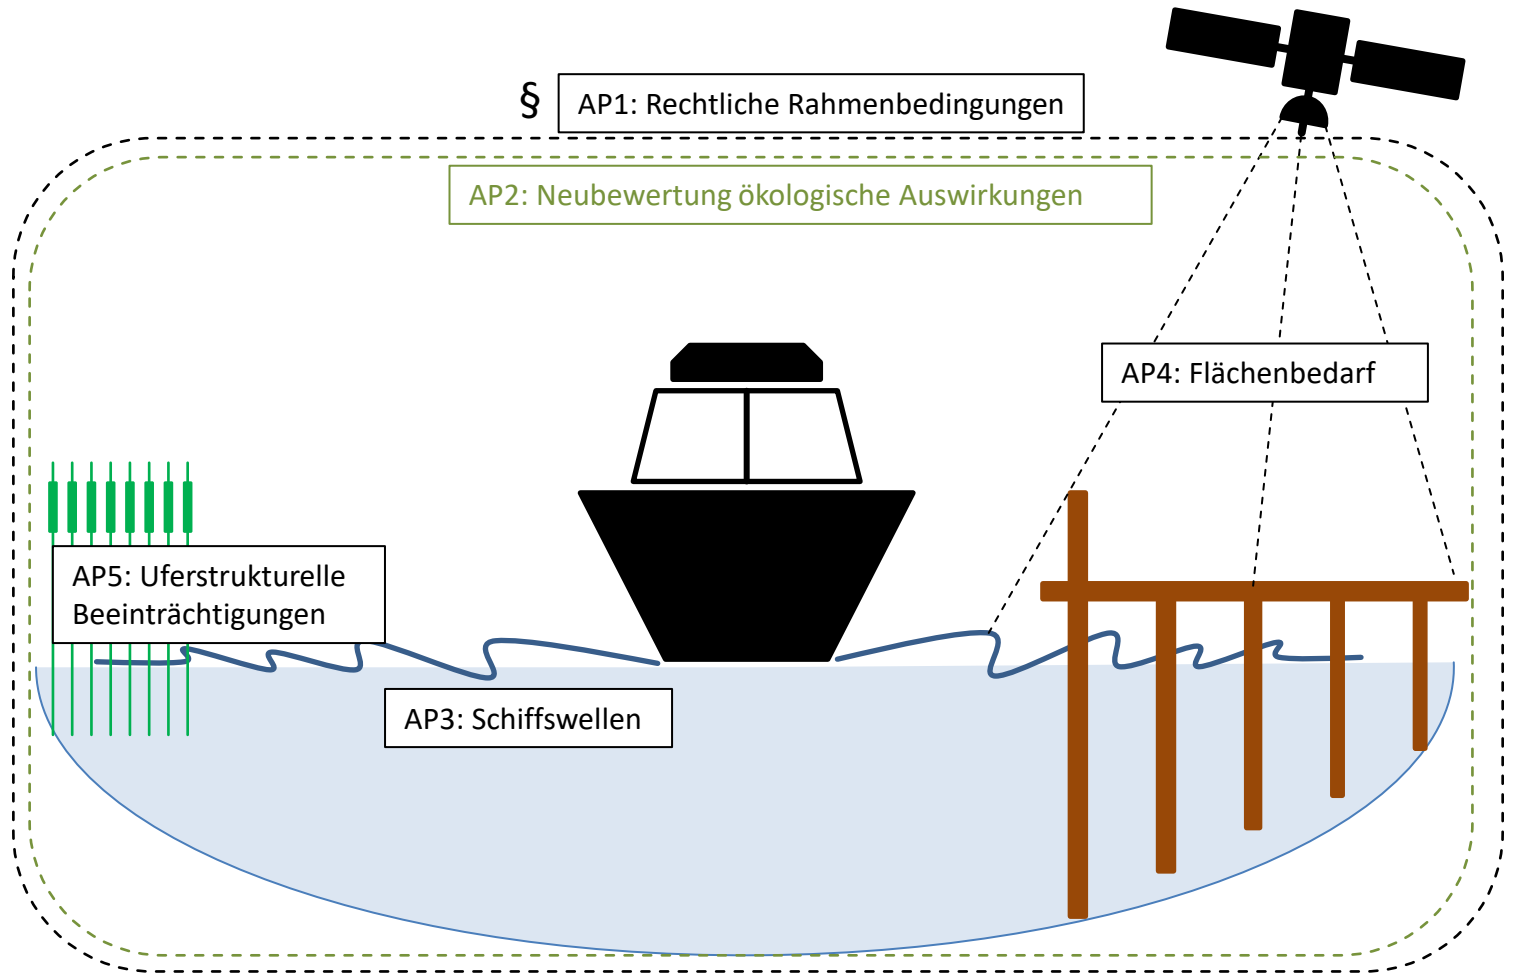 §
AP1: Rechtliche Rahmenbedingungen
AP2: Neubewertung ökologische Auswirkungen
AP4: Flächenbedarf
AP5: Uferstrukturelle
Beeinträchtigungen
AP3: Schiffswellen